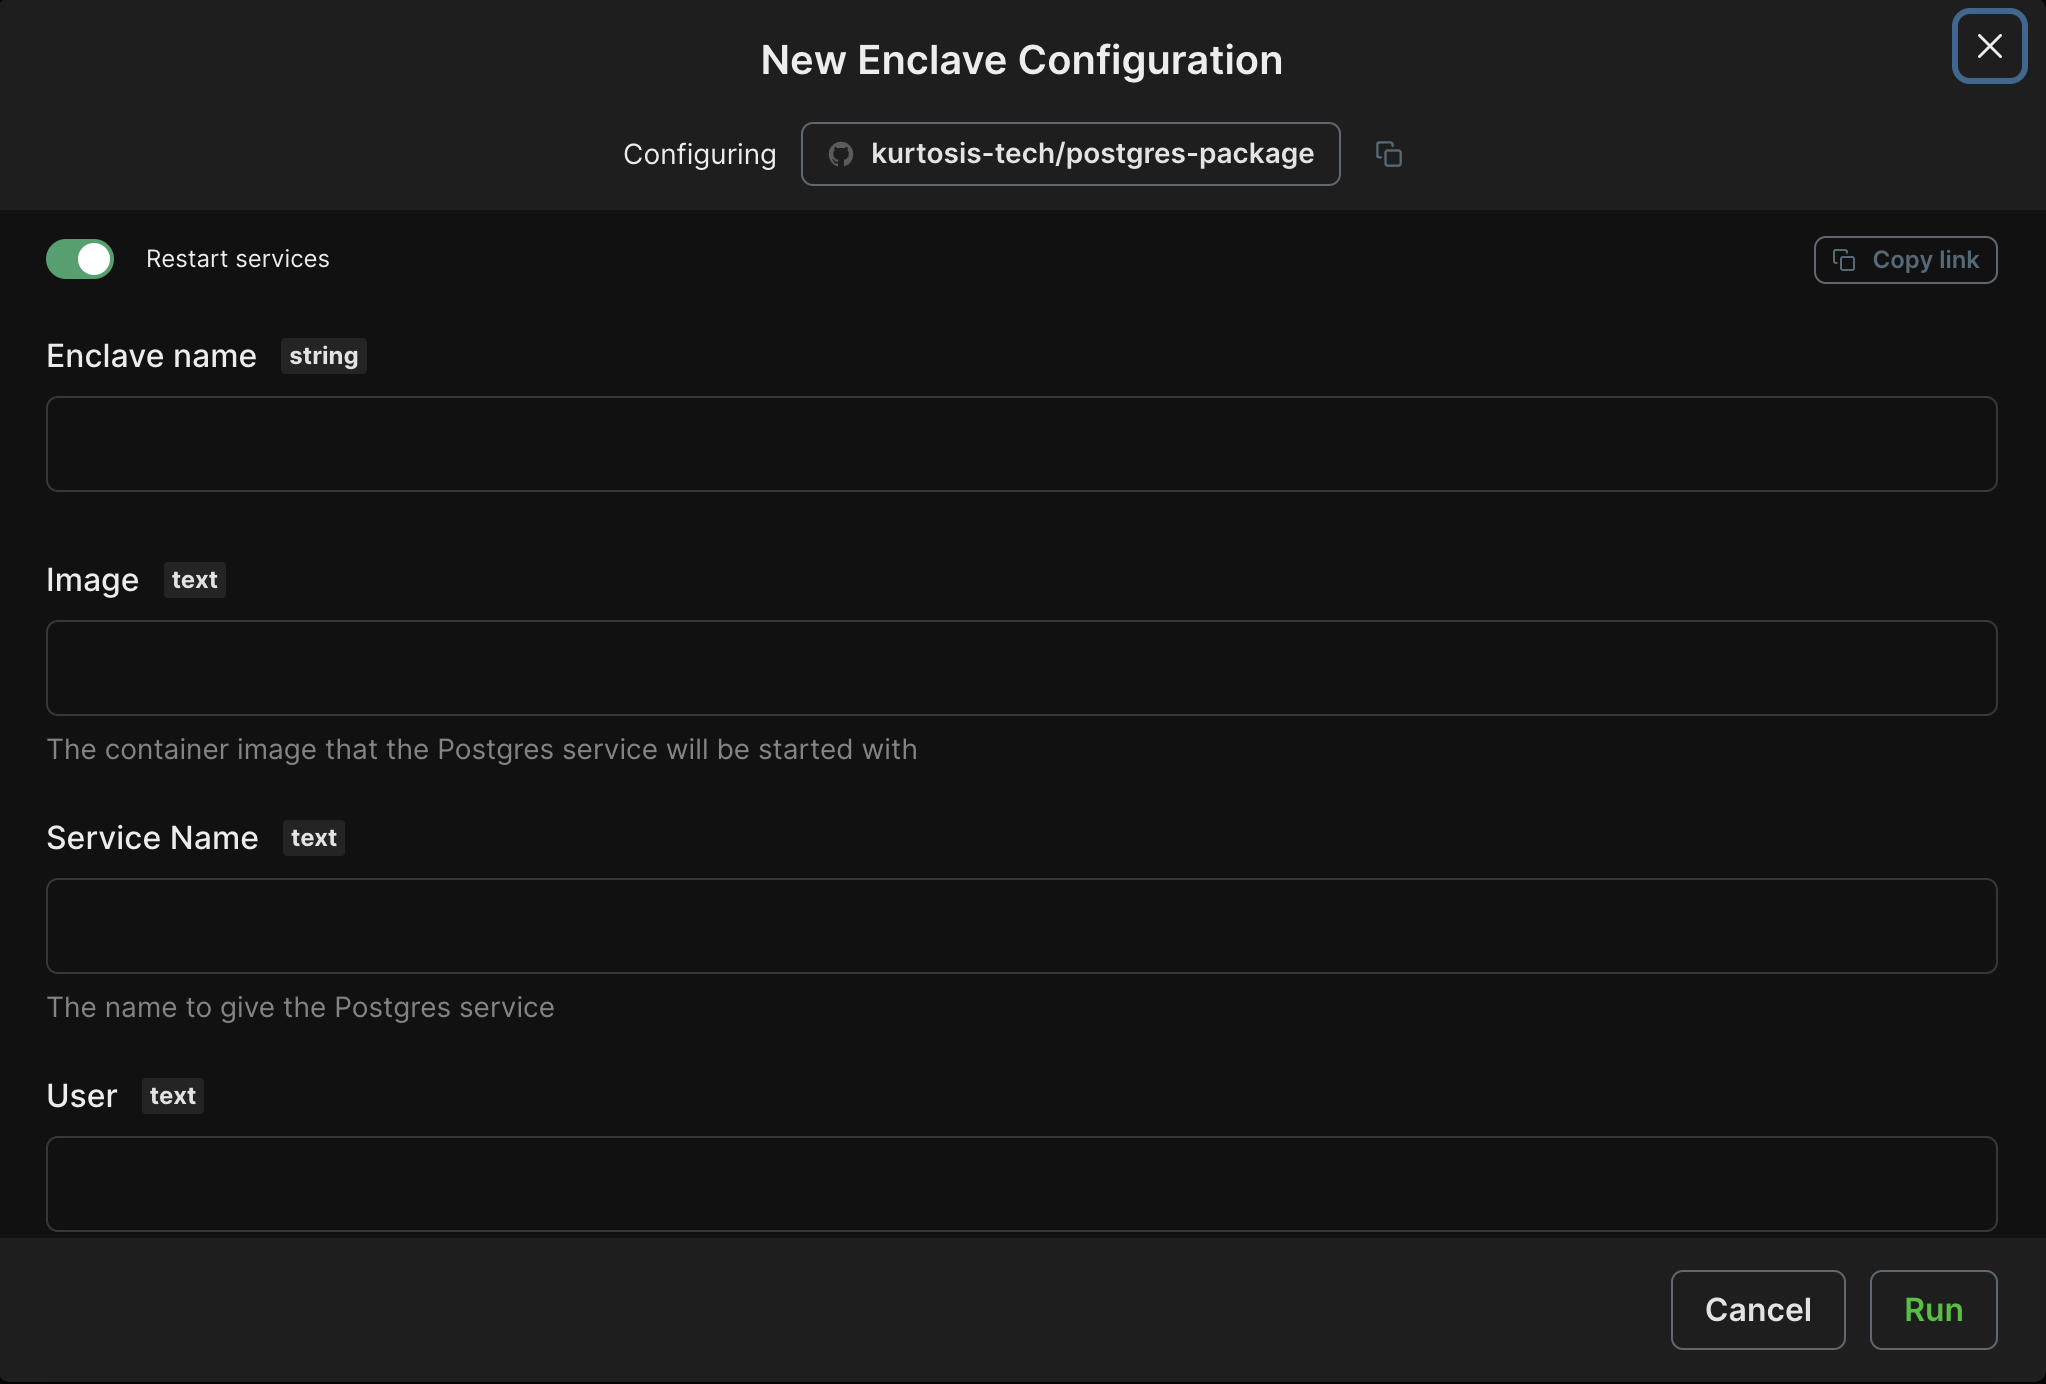 New Enclave Configuration
Configuring kurtosis-tech/postgres-package
Restart services Copy link
Enclave name string
Image text
The container image that the Postgres service will be started with
Service Name text
The name to give the Postgres service
User text
Cancel Run